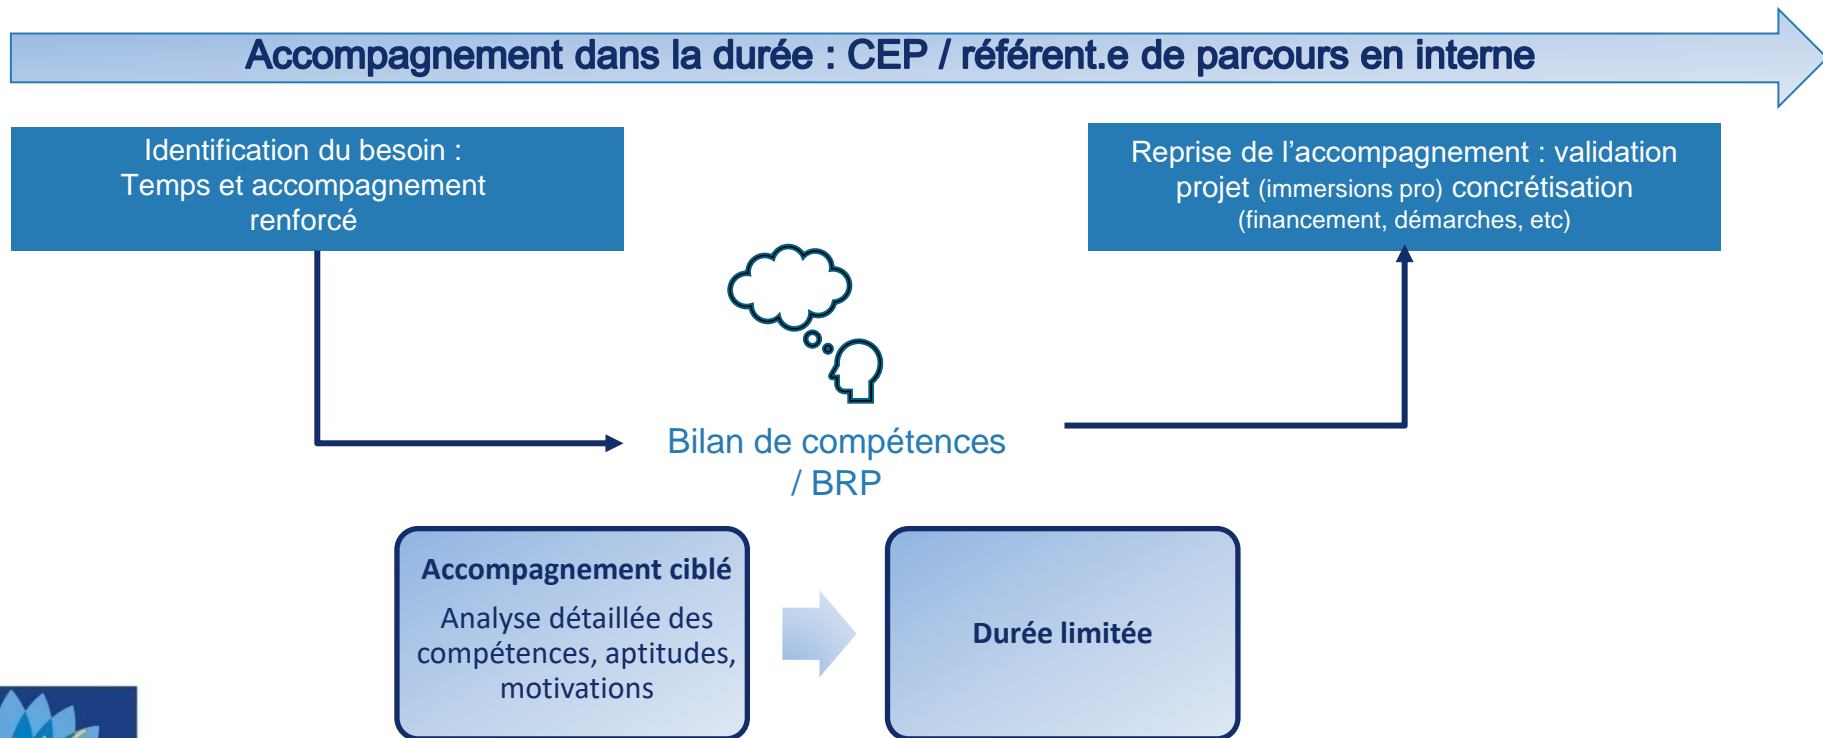 Accompagnement dans la durée : CEP / référent.e de parcours en interne
Identification du besoin :
Temps et accompagnement
renforcé
Reprise de l’accompagnement : validation
projet (immersions pro) concrétisation
(financement, démarches, etc)
Bilan de compétences
/ BRP
Accompagnement ciblé
Analyse détaillée des
compétences, aptitudes,
motivations
Durée limitée